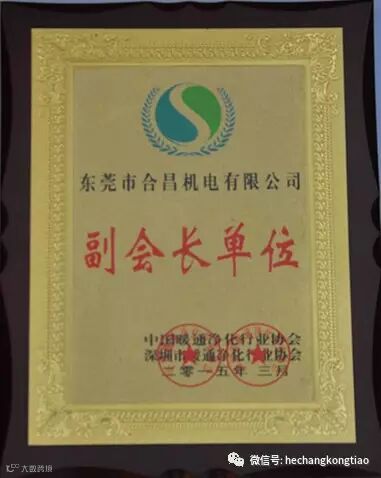 东莞市合昌机电有限公司
副会长单位
中国暖通净化行业协会
深圳市暖通净化行业协会
二零一五年三月
微信号: hechangkongtiao
大数跨境